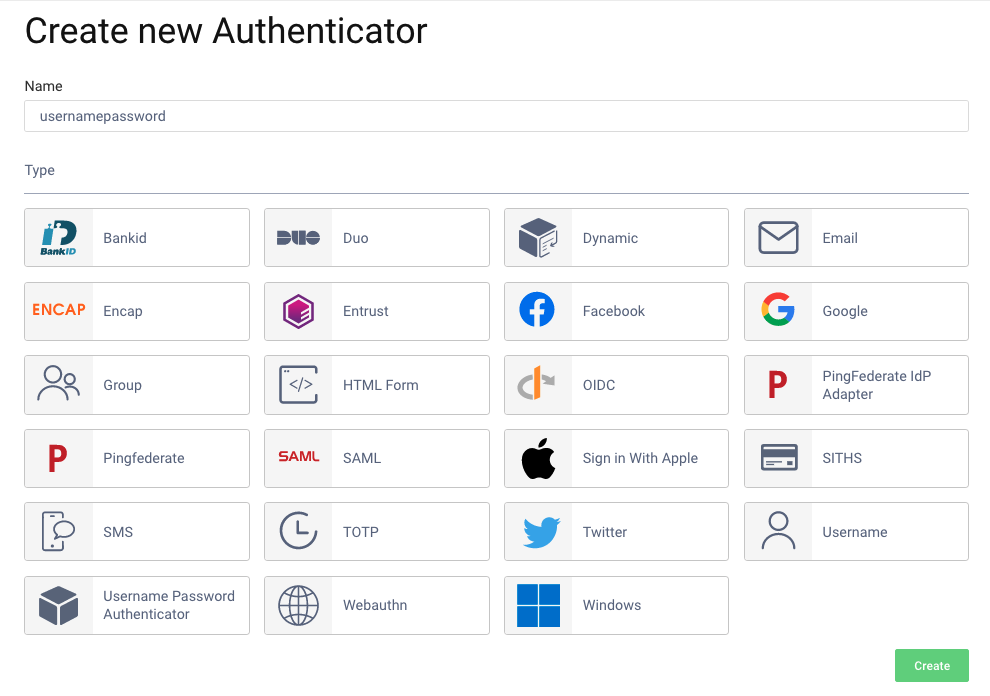 Create new Authenticator
Name
usernamepassword
Type
BankID
Bankid
DUO
Duo
Dynamic
Email
ENCAP
Encap
Entrust
Facebook
Google
Group
</>
HTML Form
OIDC
P
PingFederate IdP
Adapter
P
Pingfederate
SAML
SAML
Sign in With Apple
SITHS
SMS
TOTP
Twitter
Username
Username Password
Authenticator
Webauthn
Windows
Create